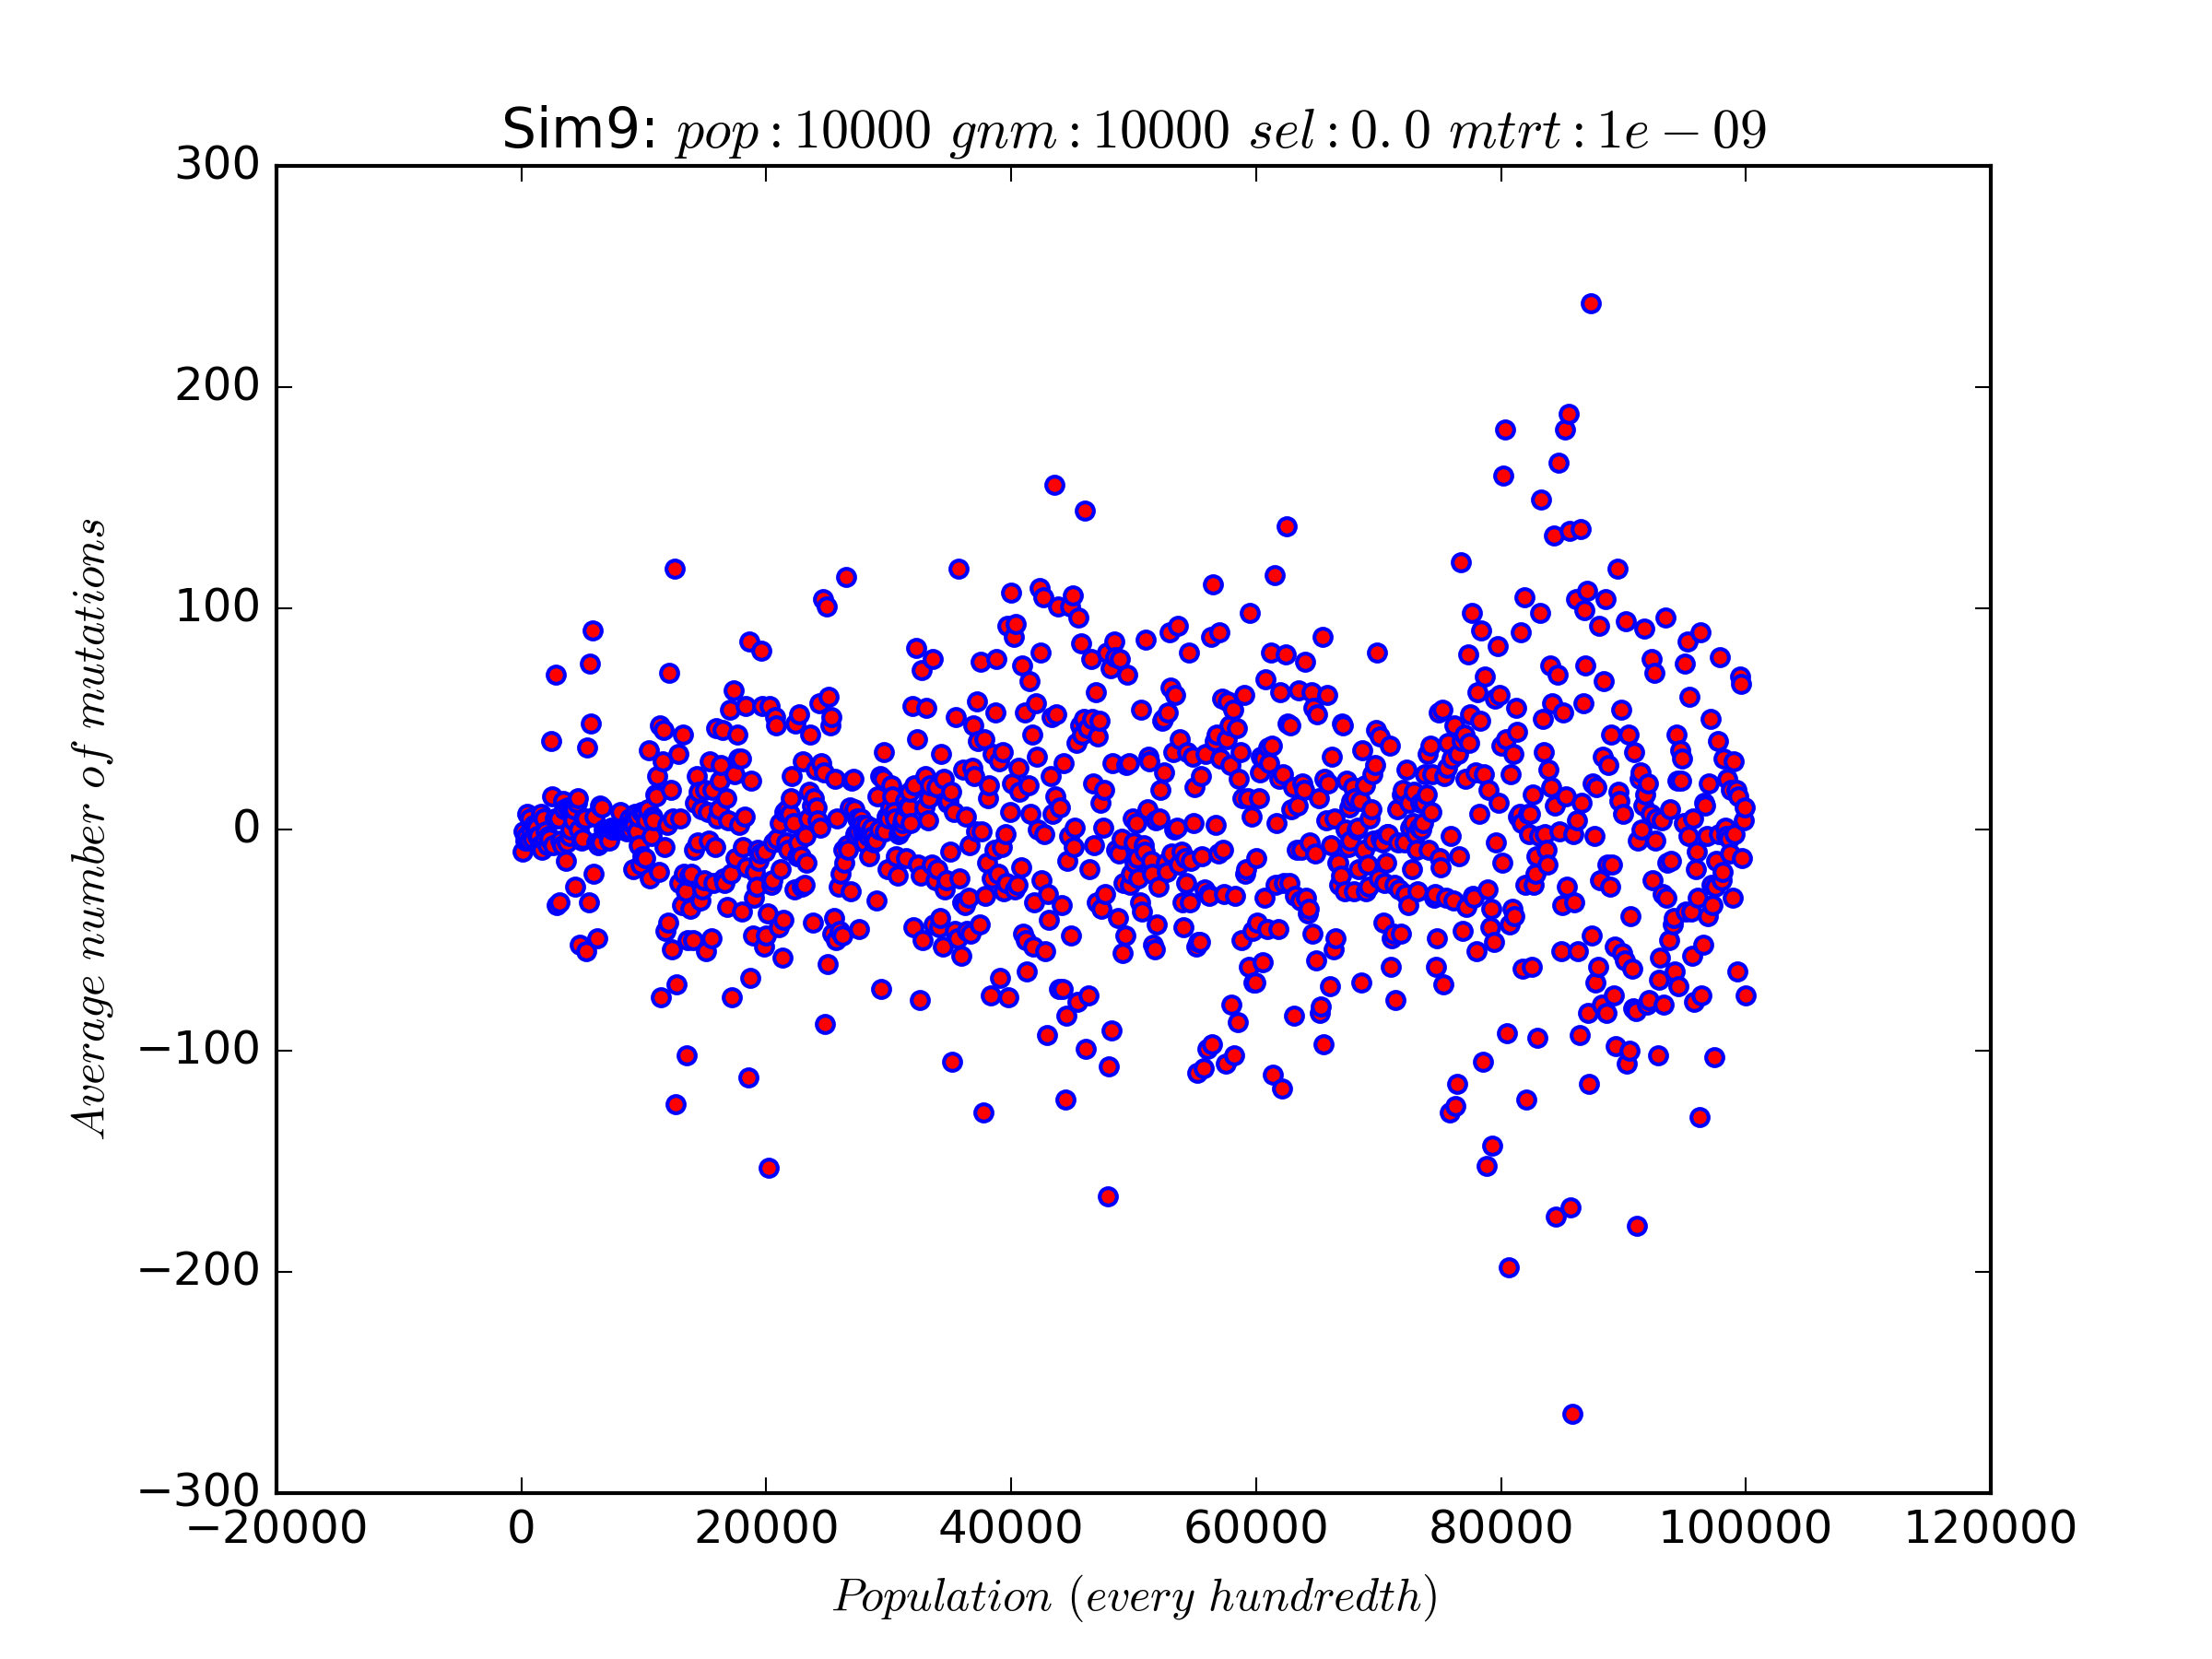 Sim9: pop : 10000 gnm : 10000 sel : 0.0 mtrt : 1e − 09
300
200
100
0
−100
−200
−300
Average number of mutations
−20000 0 20000 40000 60000 80000 100000 120000
Population (every hundredth)